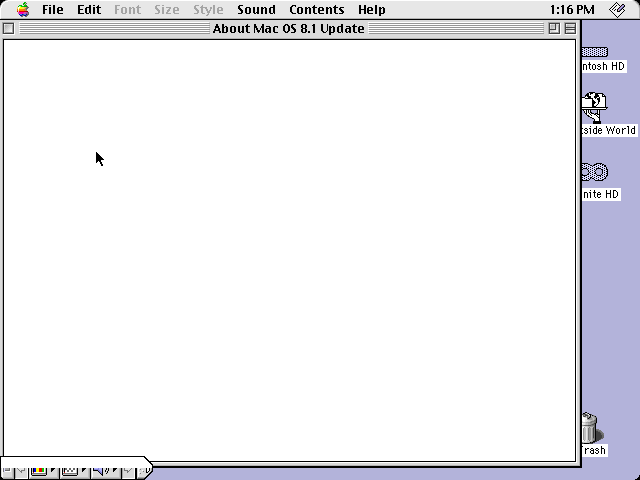 File Edit Font Size Style Sound Contents Help 1:16 PM
About Mac OS 8.1 Update
ntosh HD
side World
nite HD
rash